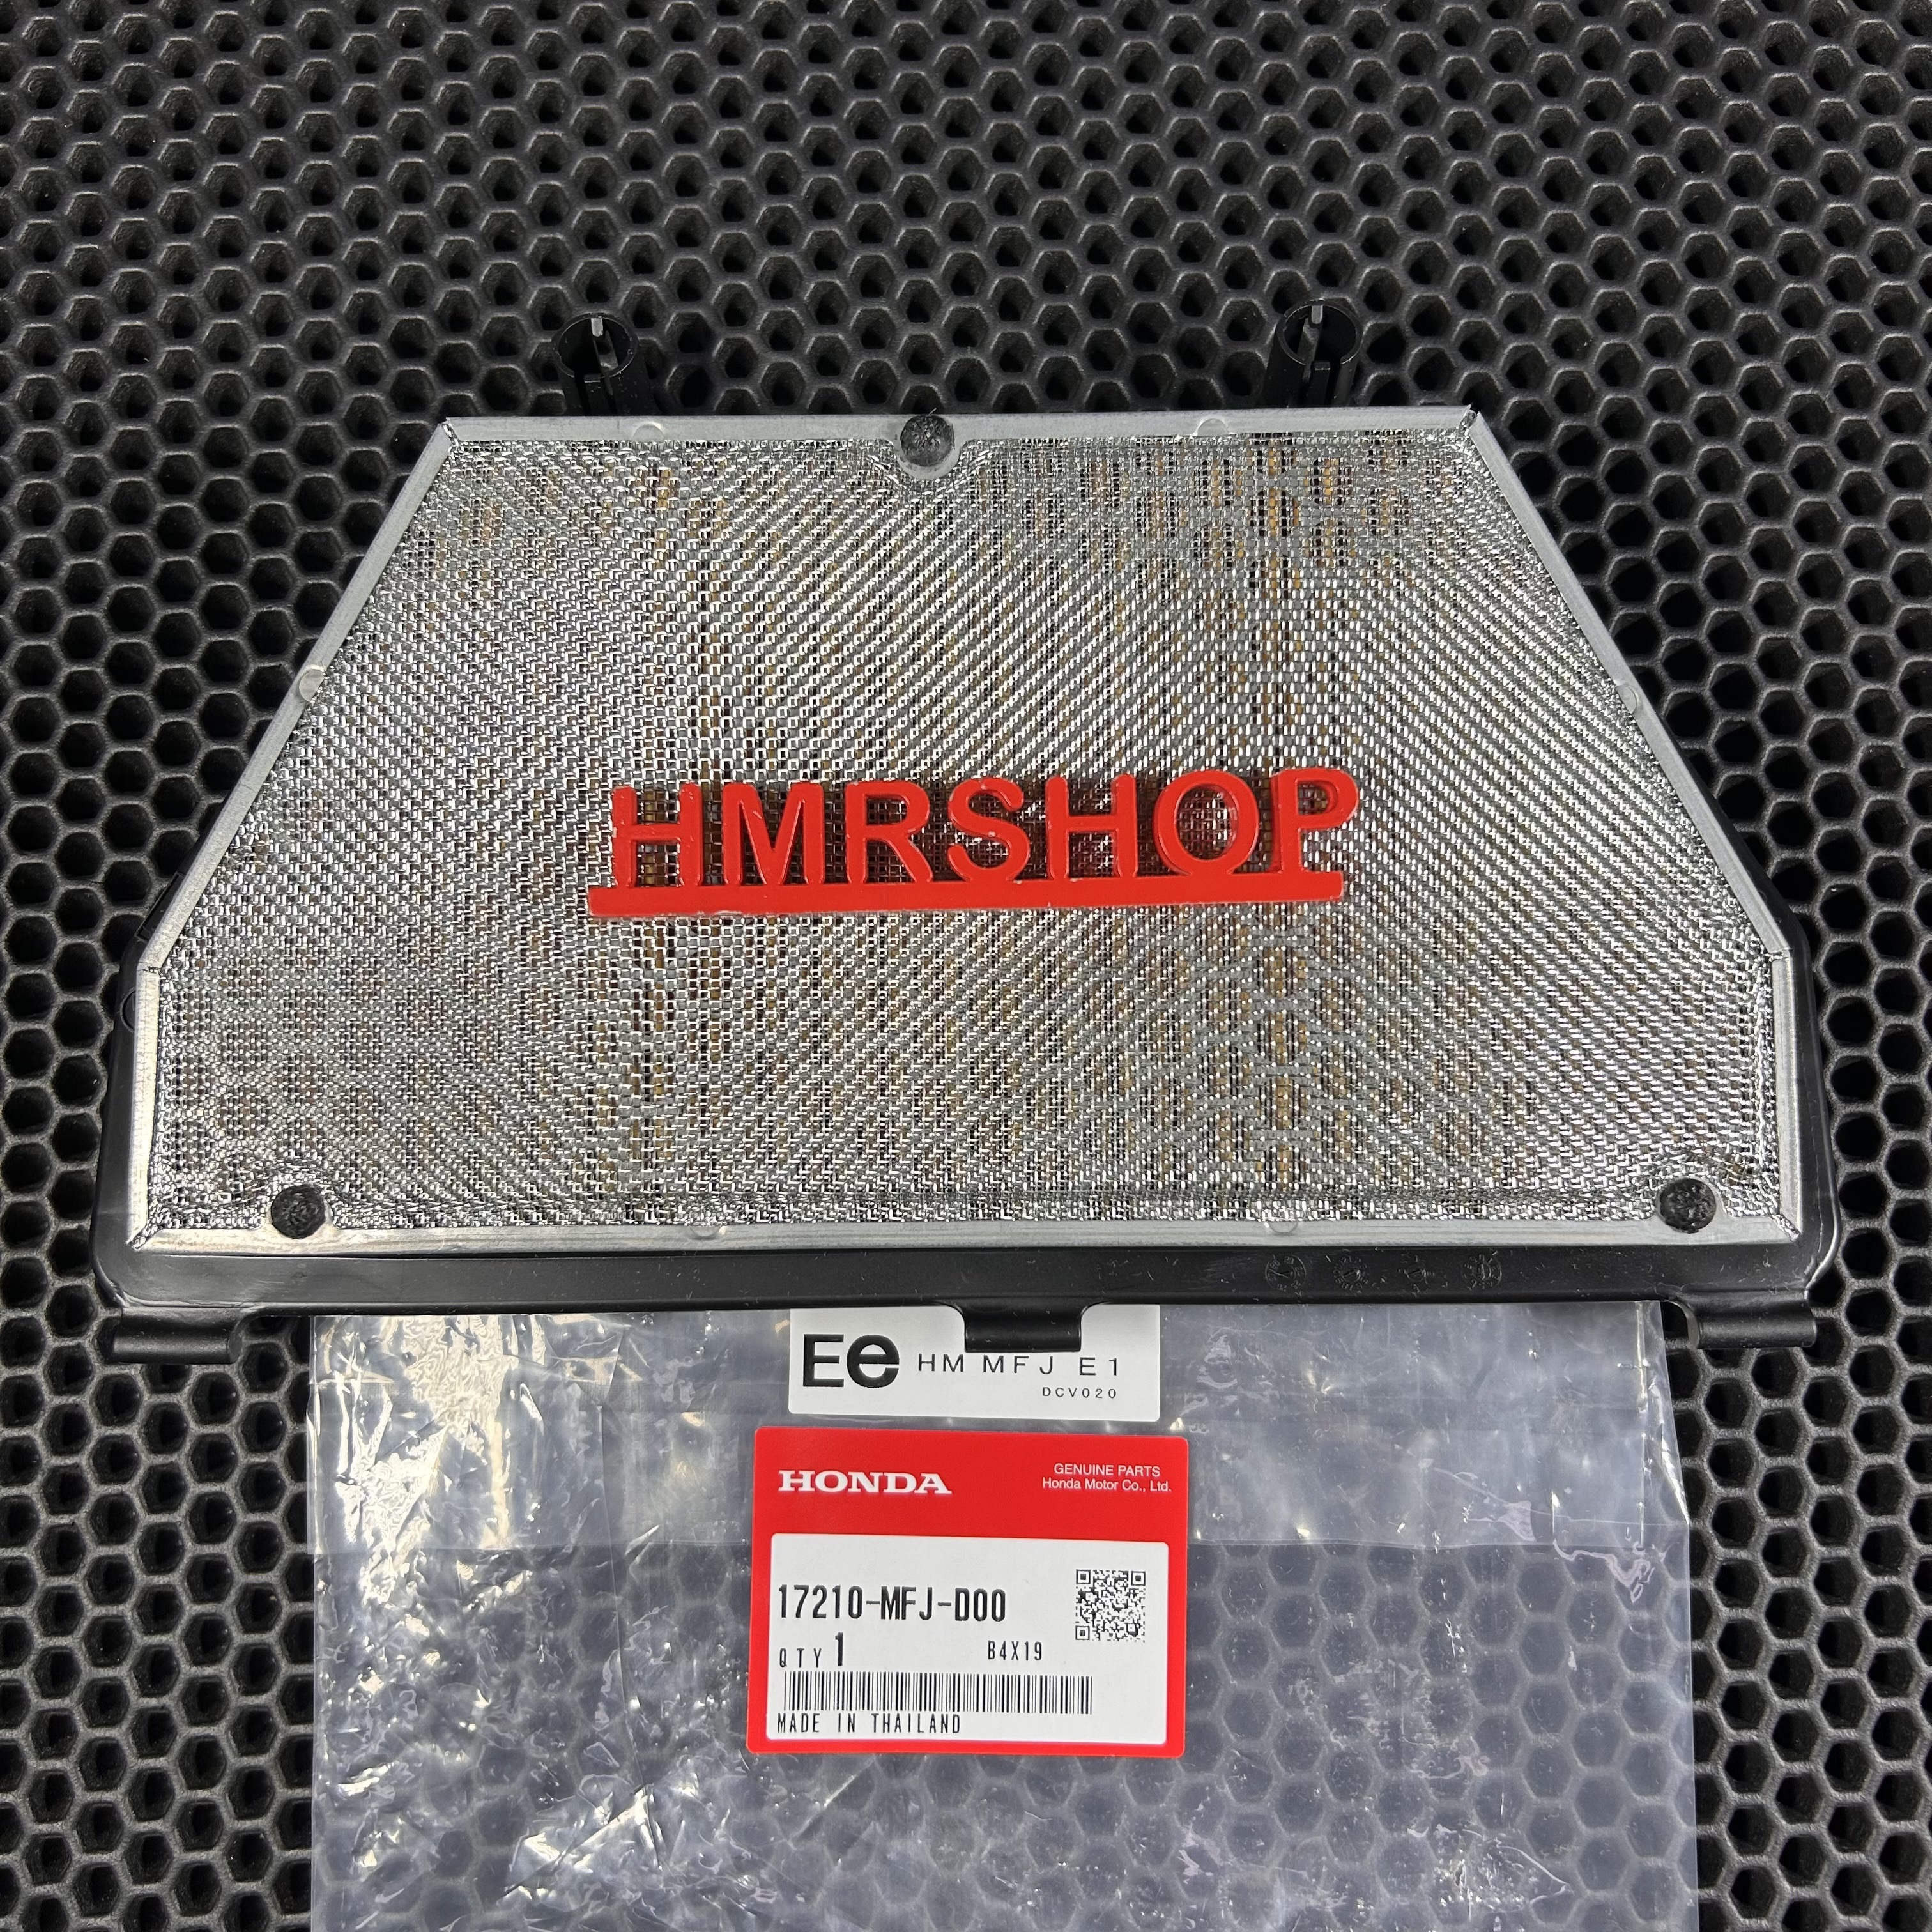 HMRSHOP
Ee HM MFJ E1
DCV020
HONDA
GENUINE PARTS
Honda Motor Co., Ltd.
17210-MFJ-D00
QTY 1 B4X19
MADE IN THAILAND